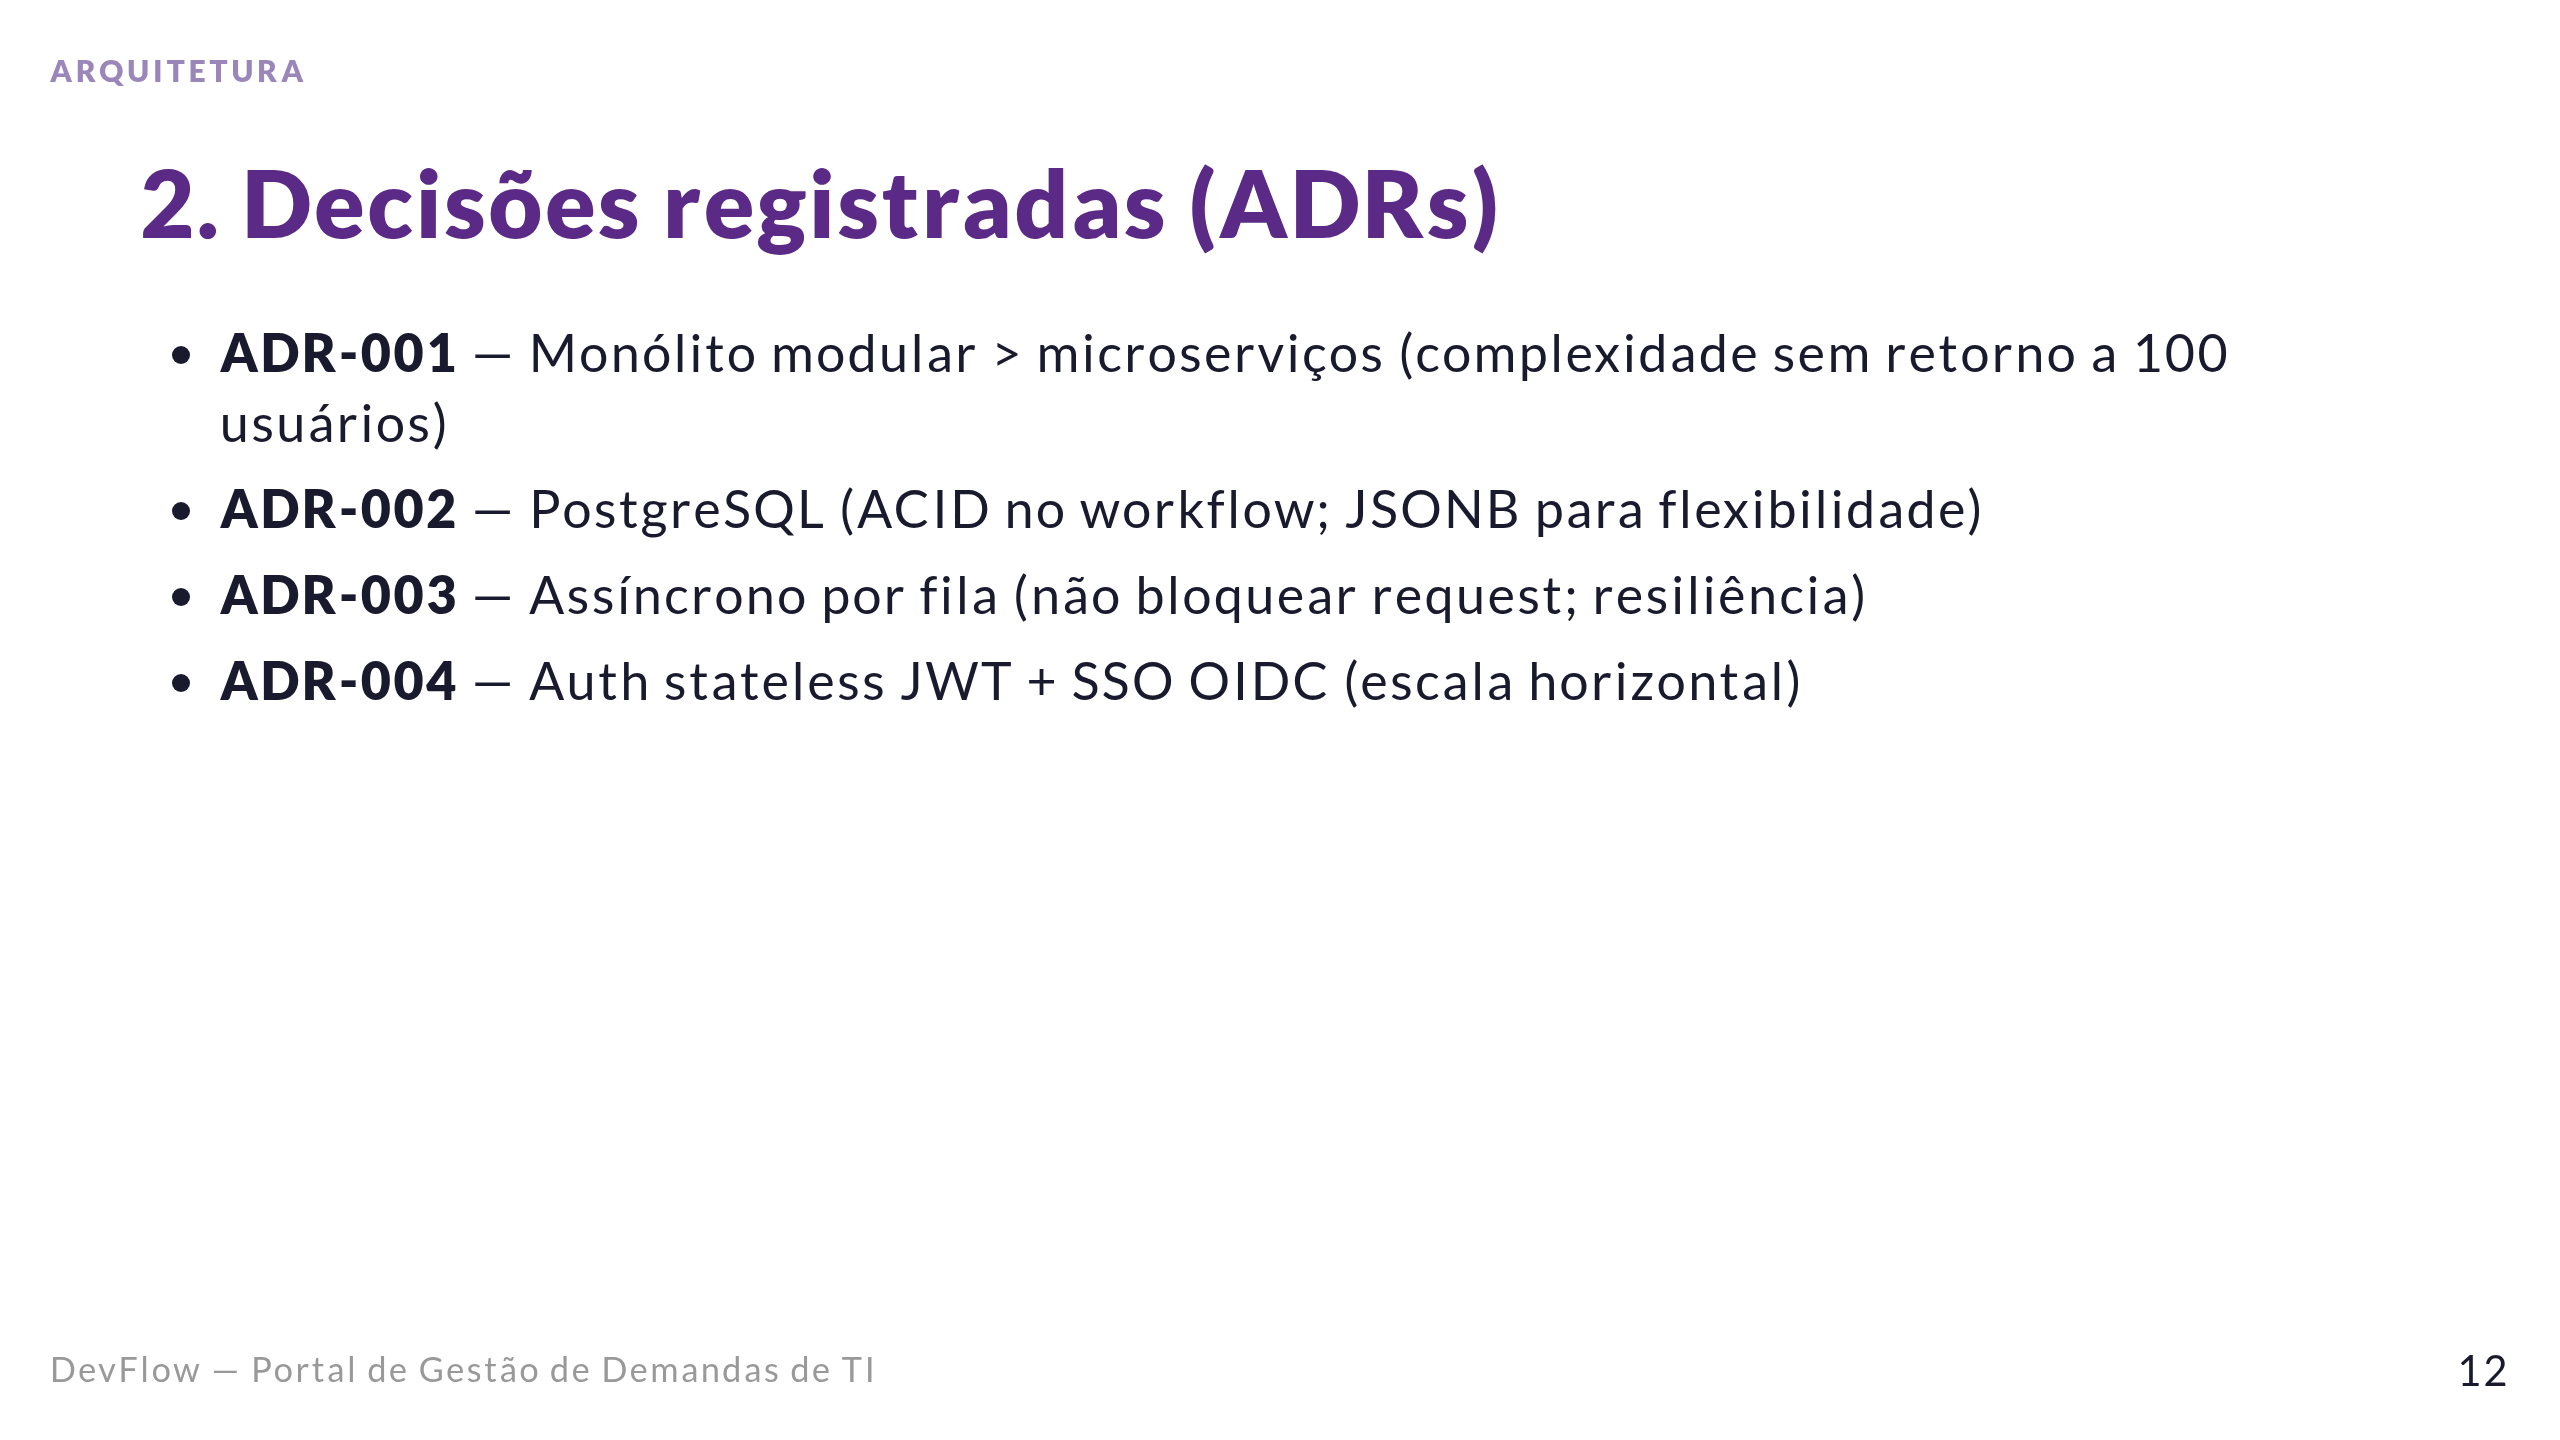 ARQUITETURA
2. Decisões registradas (ADRs)
• ADR-001 — Monólito modular > microserviços (complexidade sem retorno a 100
usuários)
• ADR-002 — PostgreSQL (ACID no workflow; JSONB para flexibilidade)
• ADR-003 — Assíncrono por fila (não bloquear request; resiliência)
• ADR-004 — Auth stateless JWT + SSO OIDC (escala horizontal)
DevFlow — Portal de Gestão de Demandas de TI
12